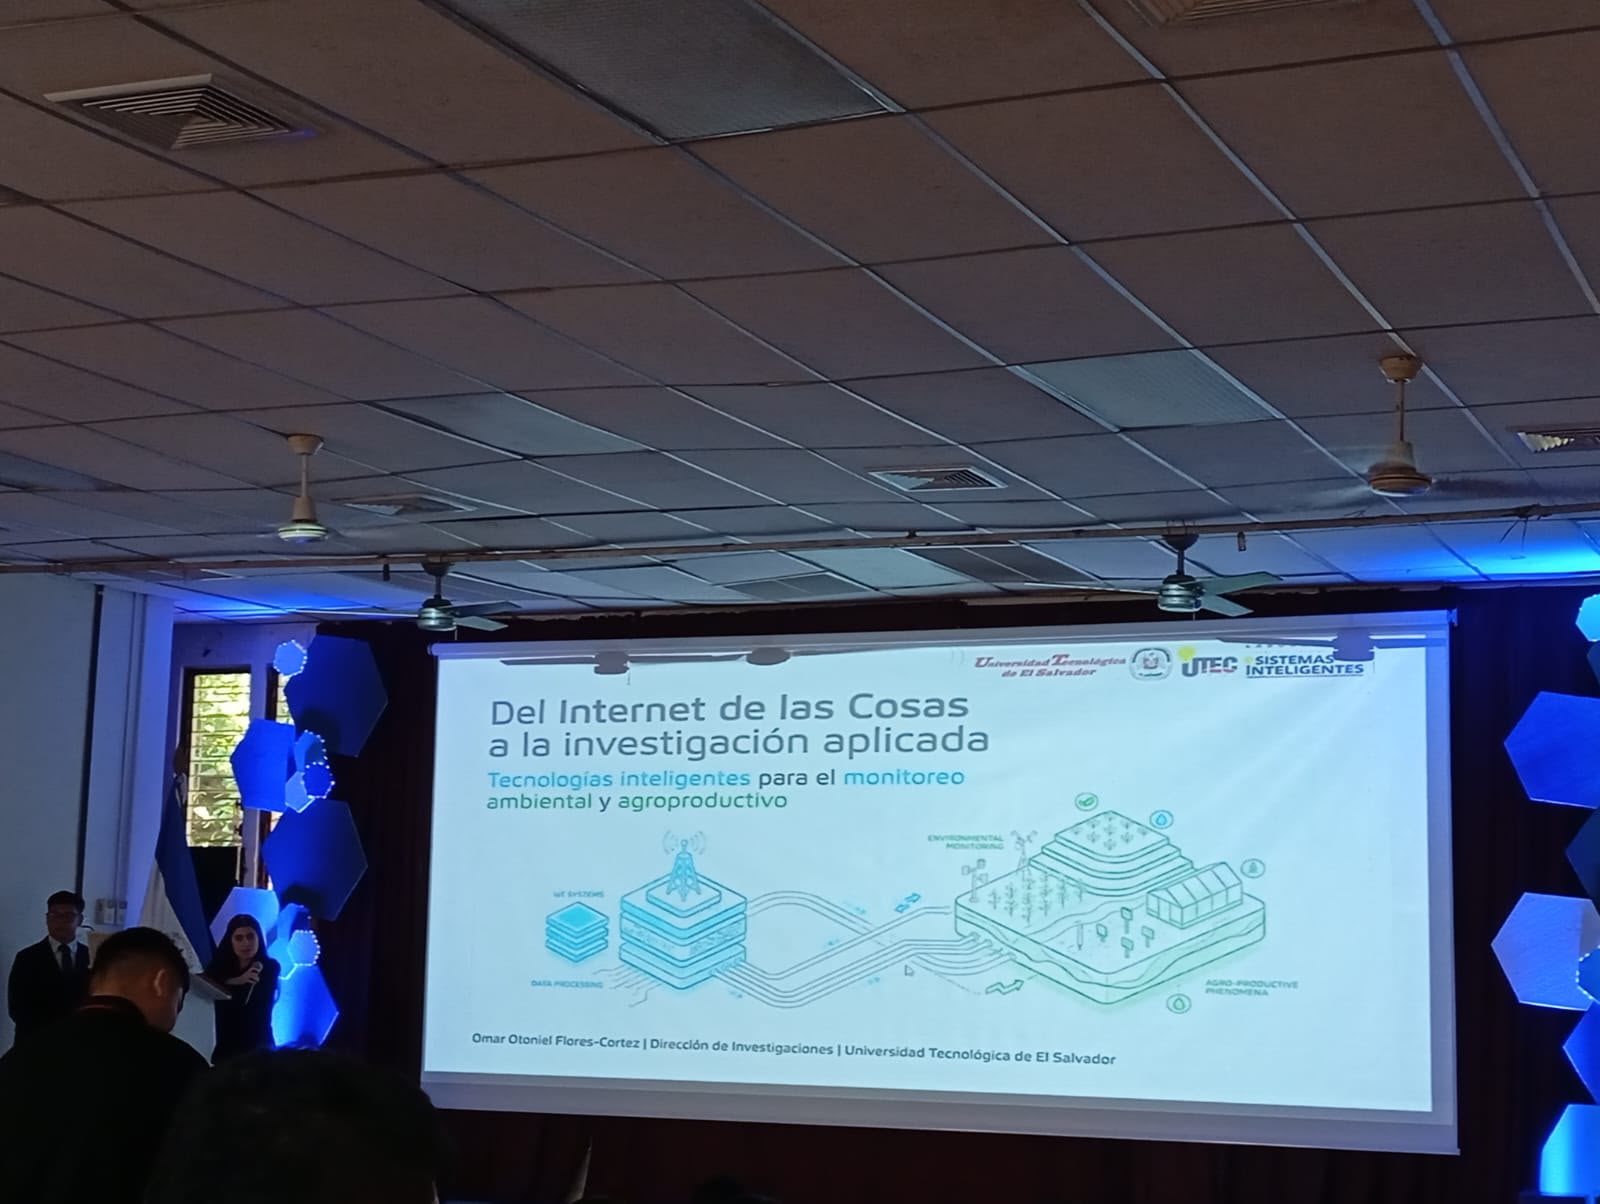 Universidad Tecnológica
de El Salvador
UTEC
SISTEMAS
INTELIGENTES
Del Internet de las Cosas
a la investigación aplicada
Tecnologías inteligentes para el monitoreo
ambiental y agroproductivo
ENVIRONMENTAL
MONITORING
DATA PROCESSING
AGRO-PRODUCTIVE
PHENOMENA
Omar Otoniel Flores-Cortez | Dirección de Investigaciones | Universidad Tecnológica de El Salvador